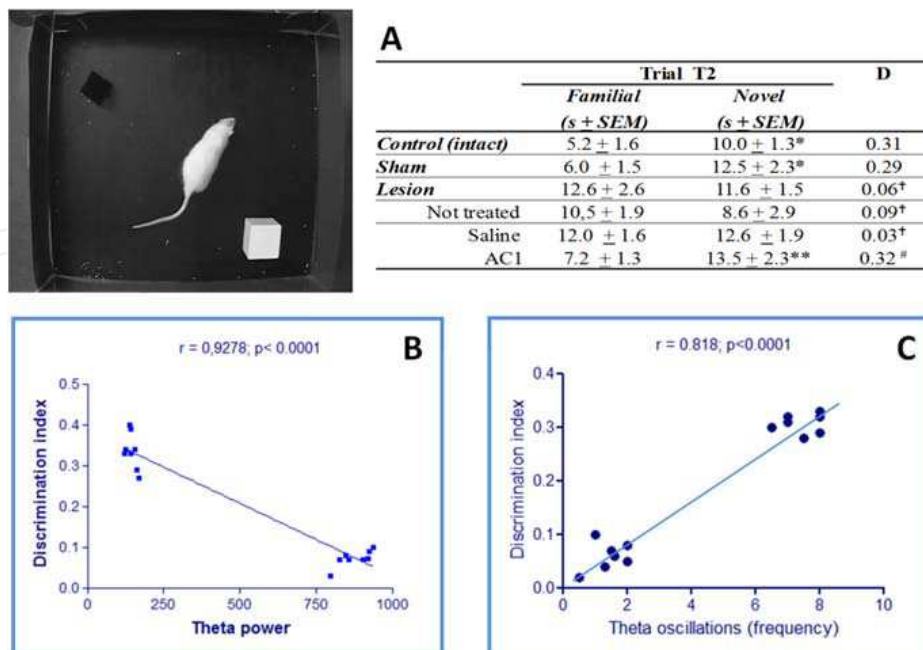 A
Trial T2 D
Familial Novel
(s ± SEM) (s ± SEM)
Control (intact) 5.2 ± 1.6 10.0 ± 1.3* 0.31
Sham 6.0 ± 1.5 12.5 ± 2.3* 0.29
Lesion 12.6 ± 2.6 11.6 ± 1.5 0.06†
Not treated 10,5 ± 1.9 8.6 ± 2.9 0.09†
Saline 12.0 ± 1.6 12.6 ± 1.9 0.03†
AC1 7.2 ± 1.3 13.5 ± 2.3** 0.32 #
B
r = 0,9278; p< 0.0001
Discrimination index
0.5
0.4
0.3
0.2
0.1
0.0
0 250 500 750 1000
Theta power
C
r = 0.818; p<0.0001
Discrimination index
0.4
0.3
0.2
0.1
0.0
0 2 4 6 8 10
Theta oscillations (frequency)